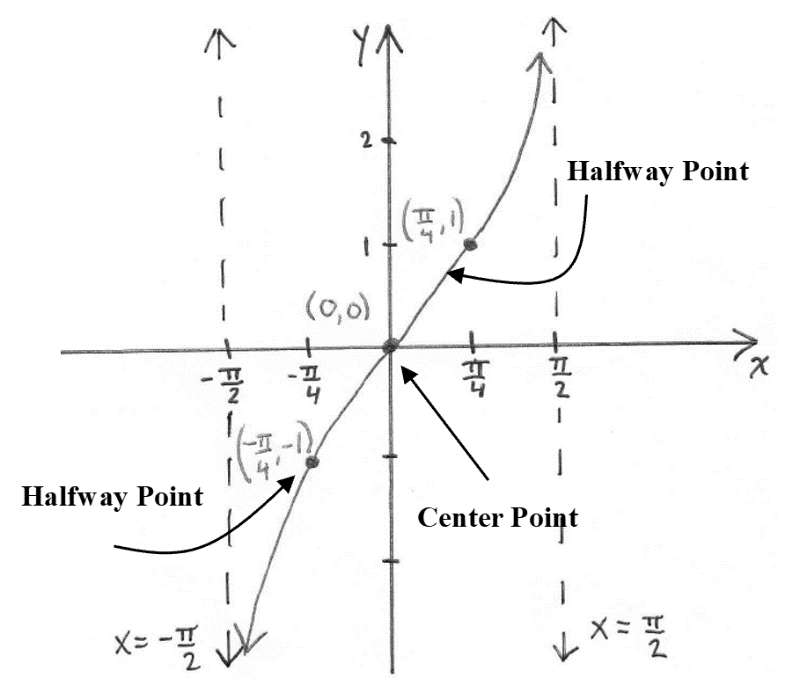 y
2
Halfway Point
(π/4, 1)
1
(0,0)
-π/2
-π/4
π/4
π/2
x
(-π/4, -1)
Halfway Point
Center Point
x = -π/2
x = π/2